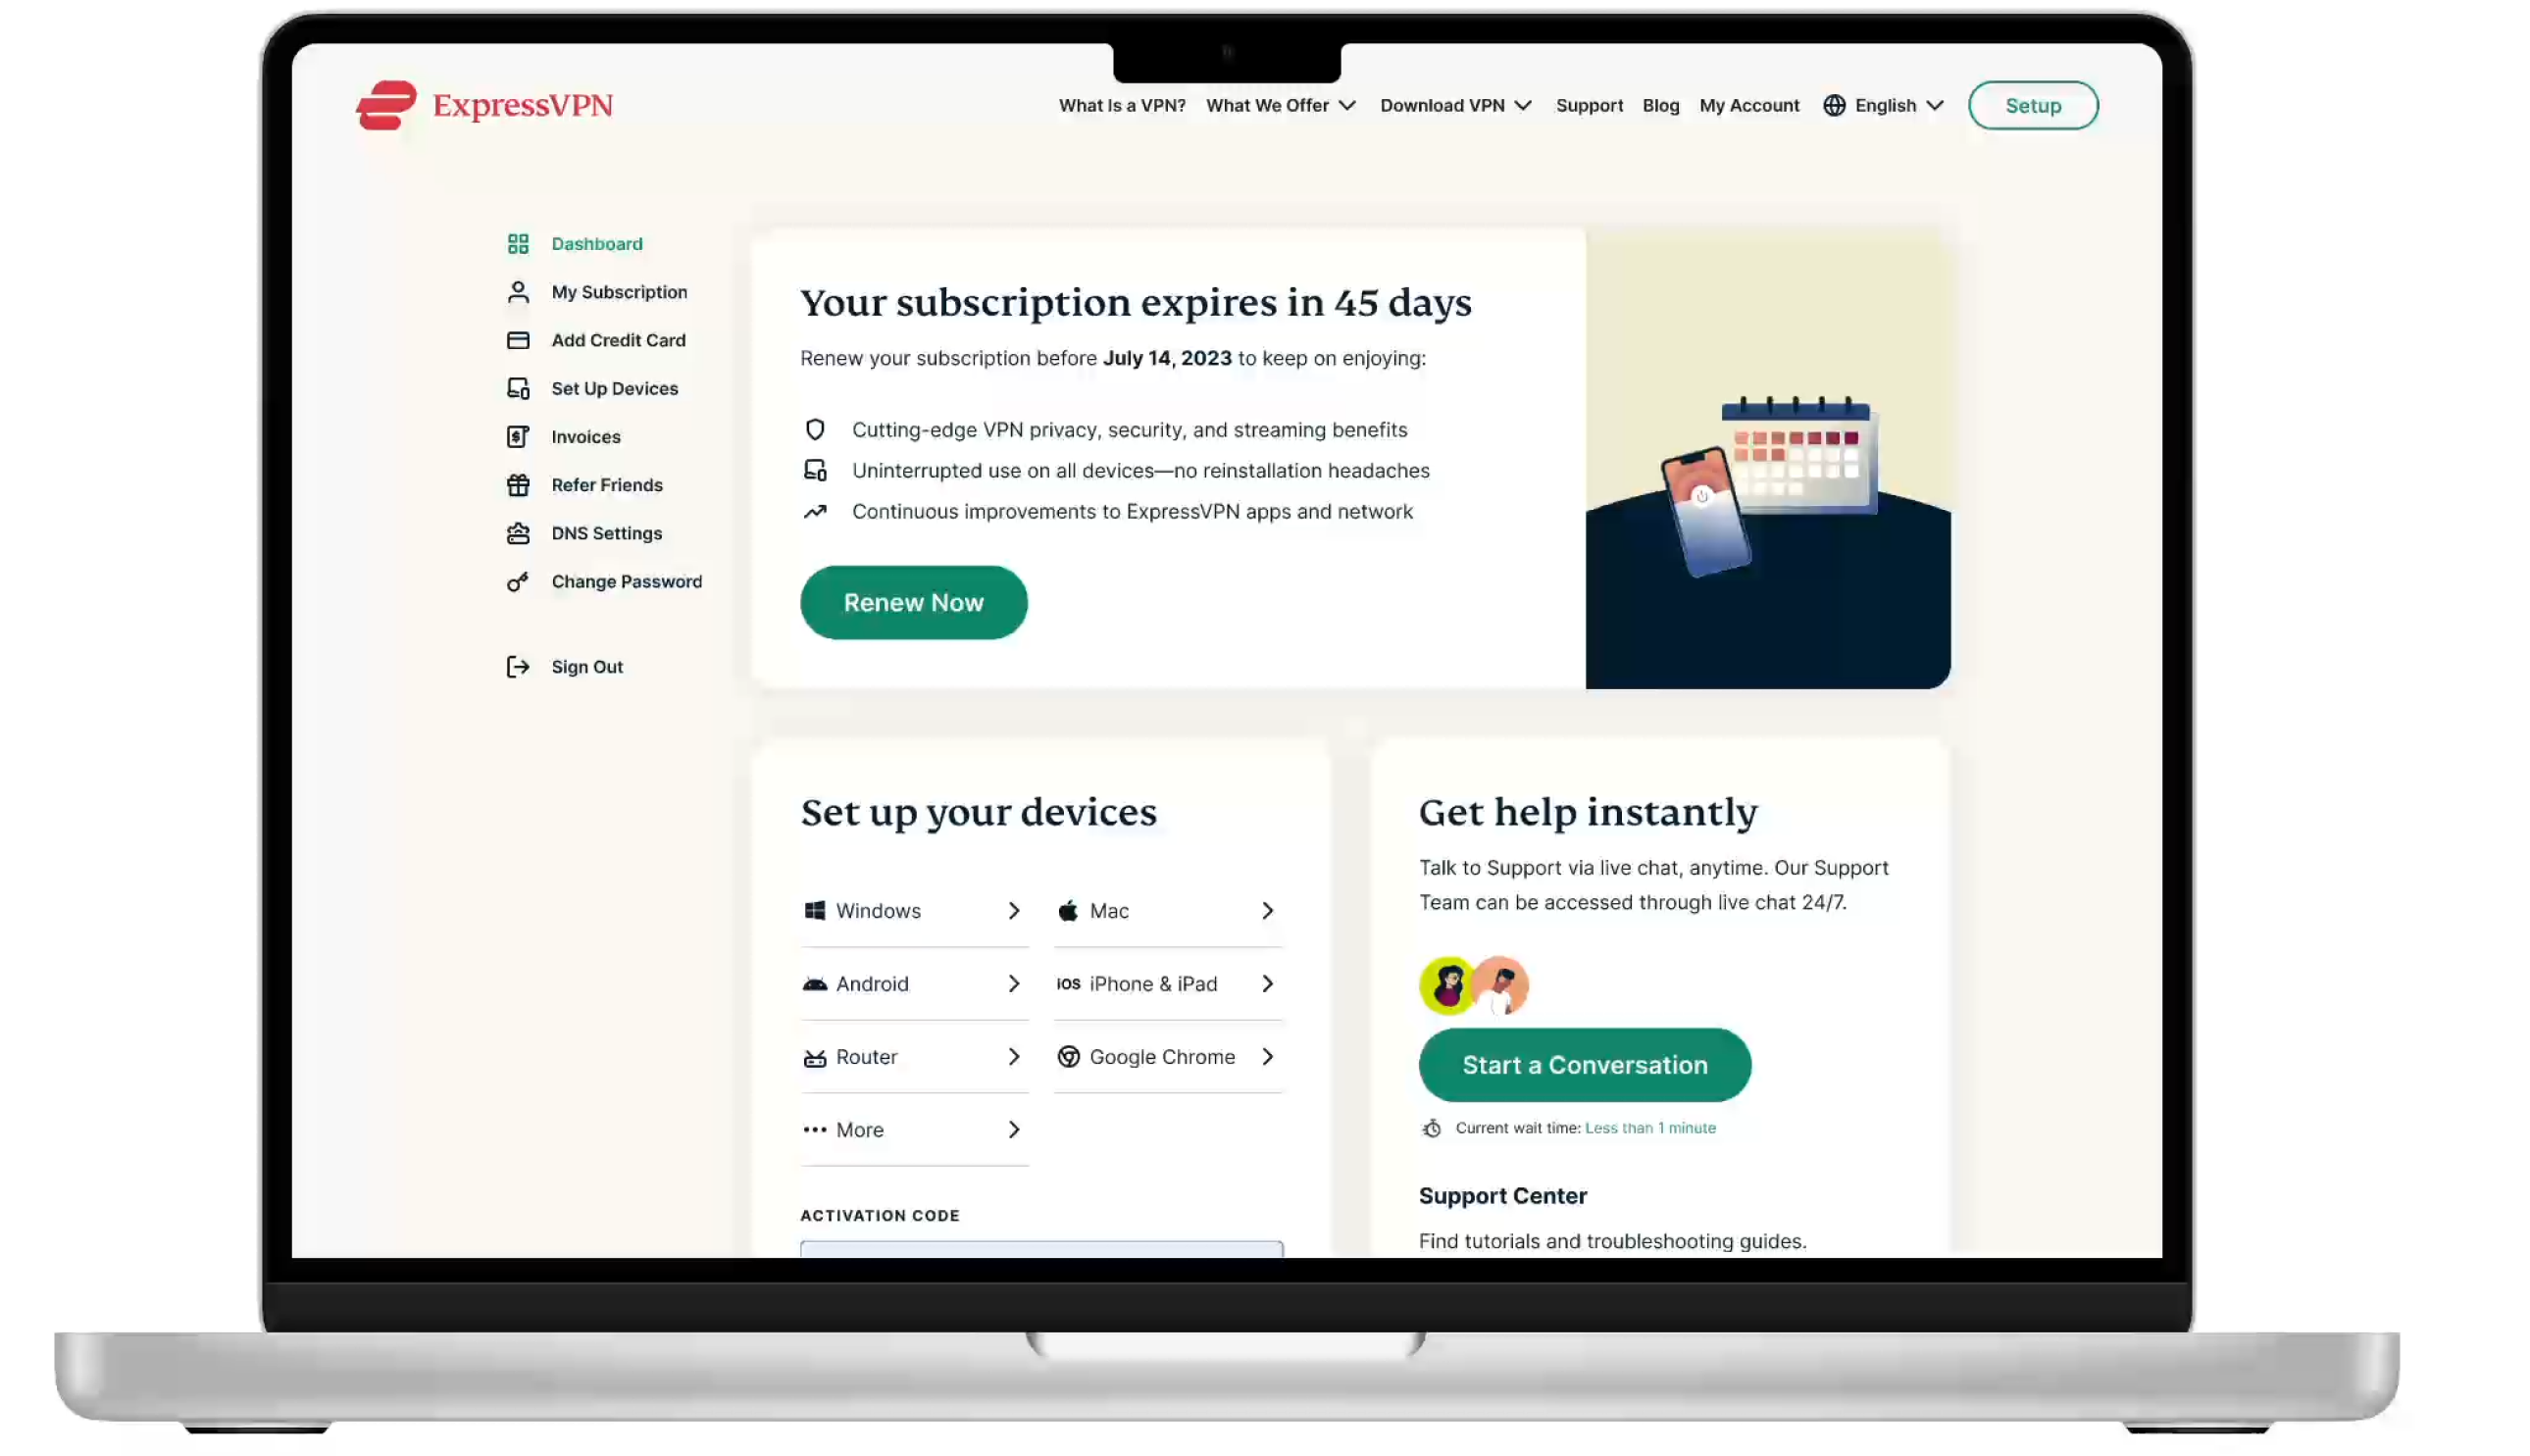 ExpressVPN
What Is a VPN? What We Offer Download VPN Support Blog My Account English Setup
Dashboard
My Subscription
Add Credit Card
Set Up Devices
Invoices
Refer Friends
DNS Settings
Change Password
Sign Out
Your subscription expires in 45 days
Renew your subscription before July 14, 2023 to keep on enjoying:
Cutting-edge VPN privacy, security, and streaming benefits
Uninterrupted use on all devices—no reinstallation headaches
Continuous improvements to ExpressVPN apps and network
Renew Now
Set up your devices
Windows
Mac
Android
iOS iPhone & iPad
Router
Google Chrome
More
ACTIVATION CODE
Get help instantly
Talk to Support via live chat, anytime. Our Support
Team can be accessed through live chat 24/7.
Start a Conversation
Current wait time: Less than 1 minute
Support Center
Find tutorials and troubleshooting guides.